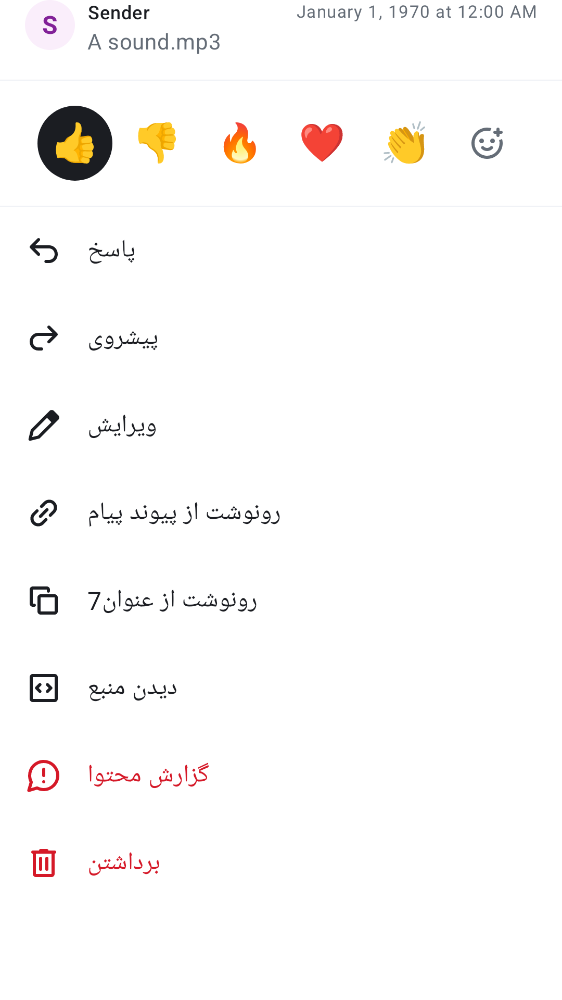 S
Sender
January 1, 1970 at 12:00 AM
A sound.mp3
پاسخ
پیشروی
ویرایش
رونوشت از پیوند پیام
رونوشت از عنوان7
دیدن منبع
گزارش محتوا
برداشتن